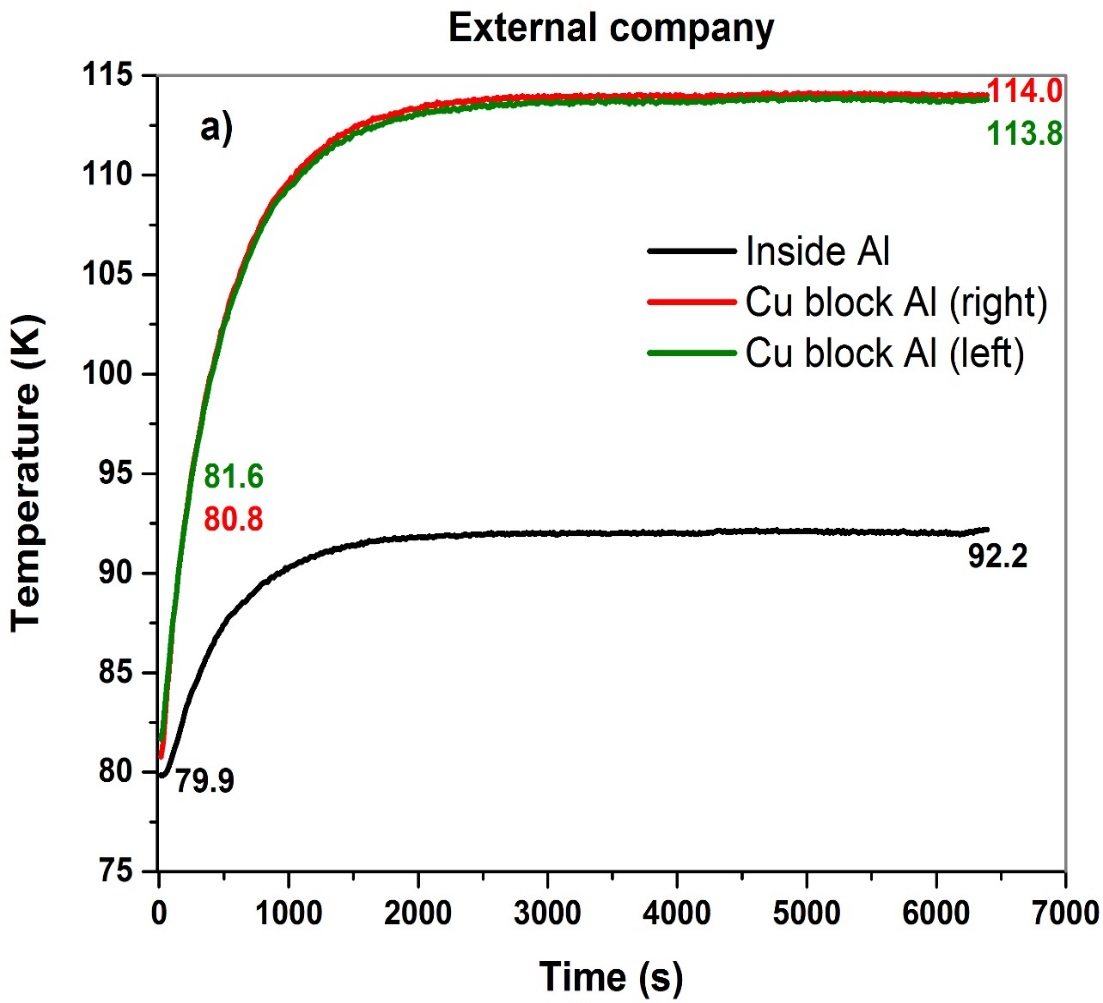 External company
a)
115
110
105
100
95
90
85
80
75
Temperature (K)
114.0
113.8
Inside Al
Cu block Al (right)
Cu block Al (left)
81.6
80.8
92.2
79.9
0 1000 2000 3000 4000 5000 6000 7000
Time (s)